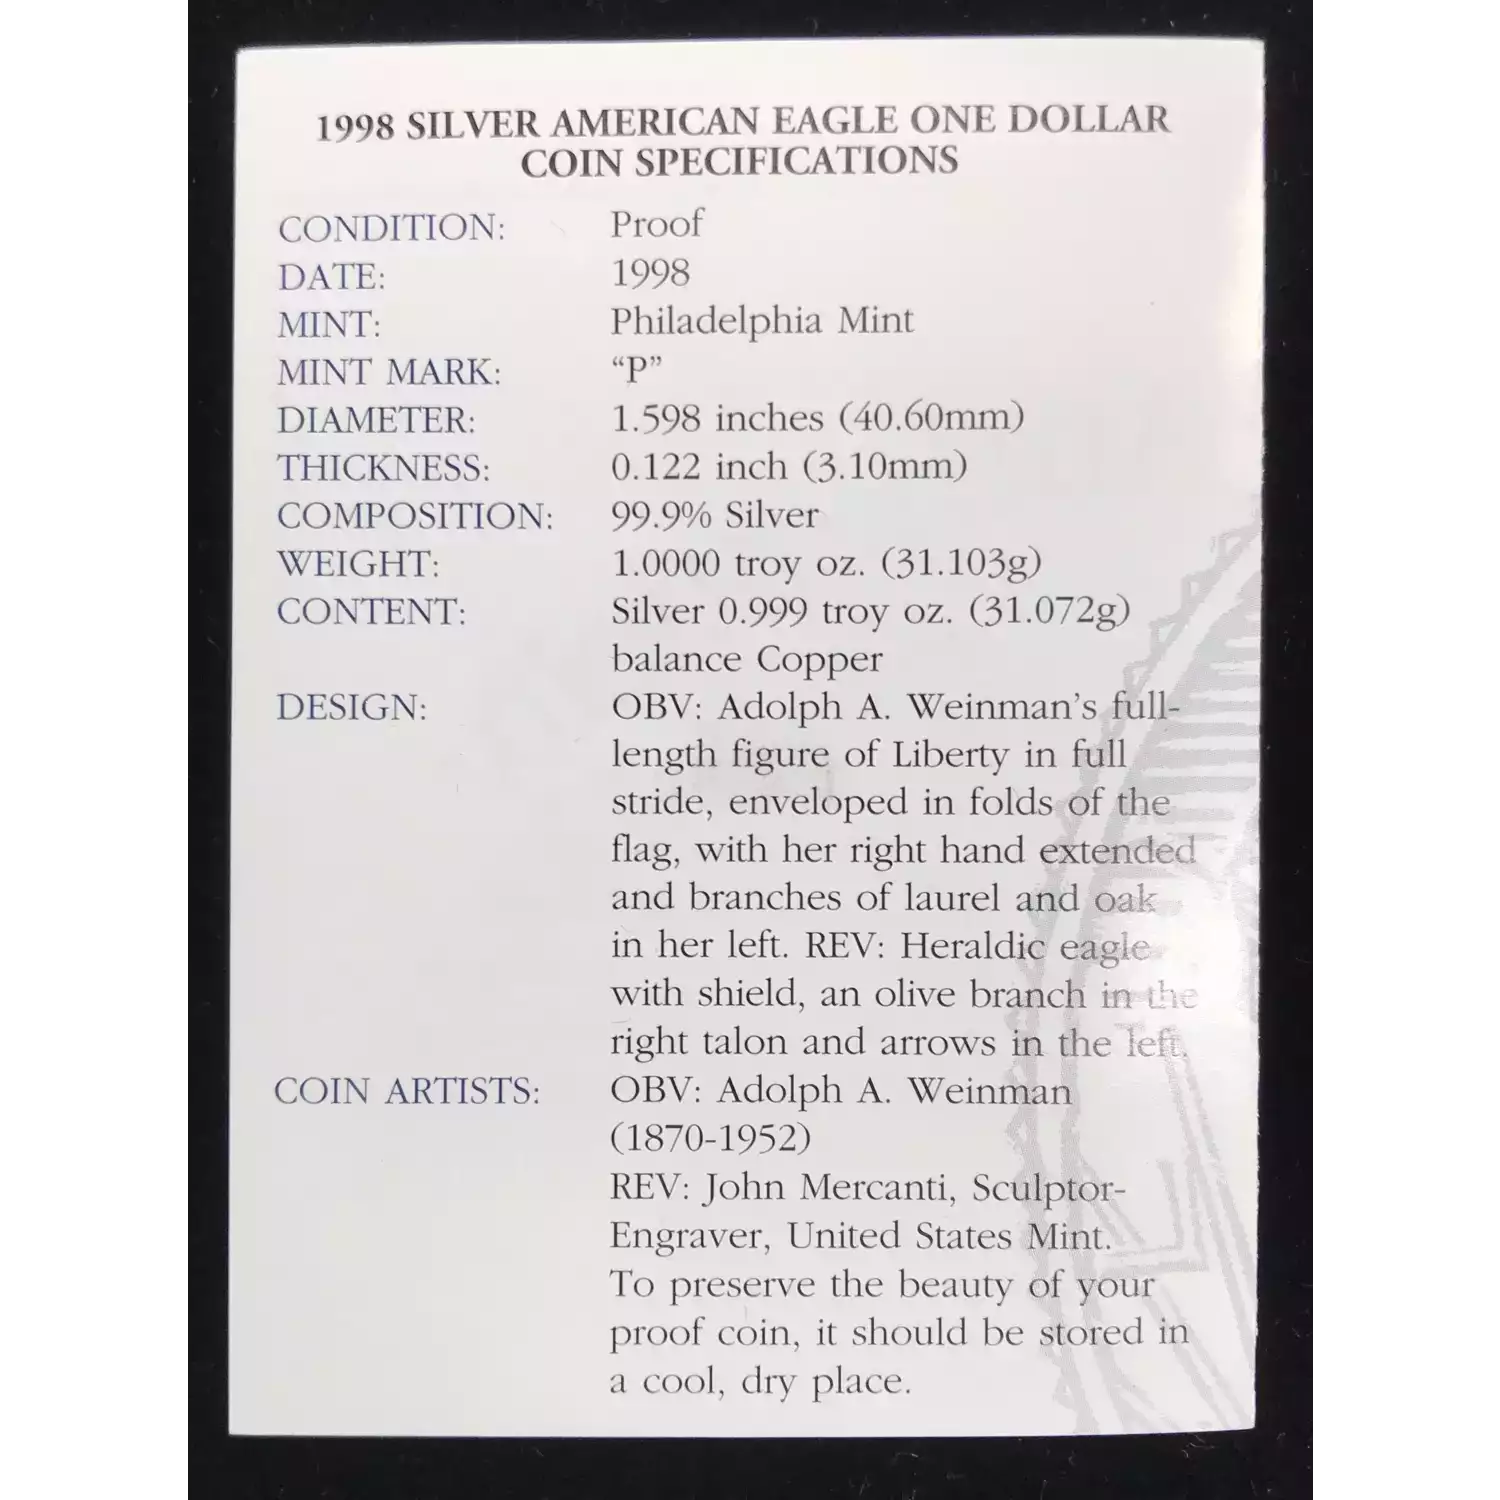 1998 SILVER AMERICAN EAGLE ONE DOLLAR
COIN SPECIFICATIONS
CONDITION: Proof
DATE: 1998
MINT: Philadelphia Mint
MINT MARK: “P”
DIAMETER: 1.598 inches (40.60mm)
THICKNESS: 0.122 inch (3.10mm)
COMPOSITION: 99.9% Silver
WEIGHT: 1.0000 troy oz. (31.103g)
CONTENT: Silver 0.999 troy oz. (31.072g)
balance Copper
DESIGN: OBV: Adolph A. Weinman’s full-
length figure of Liberty in full
stride, enveloped in folds of the
flag, with her right hand extended
and branches of laurel and oak
in her left. REV: Heraldic eagle
with shield, an olive branch in the
right talon and arrows in the left.
COIN ARTISTS: OBV: Adolph A. Weinman
(1870-1952)
REV: John Mercanti, Sculptor-
Engraver, United States Mint.
To preserve the beauty of your
proof coin, it should be stored in
a cool, dry place.